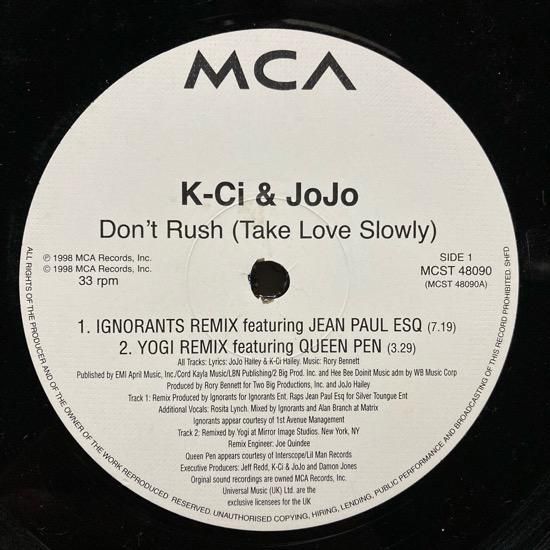 MCA
K-Ci & JoJo
Don't Rush (Take Love Slowly)
℗ 1998 MCA Records, Inc.
© 1998 MCA Records, Inc.
33 rpm
SIDE 1
MCST 48090
(MCST 48090A)
1. IGNORANTS REMIX featuring JEAN PAUL ESQ (7.19)
2. YOGI REMIX featuring QUEEN PEN (3.29)
All Tracks: Lyrics: JoJo Hailey & K-Ci Hailey. Music: Rory Bennett
Published by EMI April Music, Inc./Cord Kayla Music/LBN Publishing/2 Big Prod. Inc. and Hee Bee Doinit Music adm by WB Music Corp
Produced by Rory Bennett for Two Big Productions, Inc. and JoJo Hailey
Track 1: Remix Produced by Ignorants for Ignorants Ent. Raps Jean Paul Esq for Silver Toungue Ent
Additional Vocals: Rosita Lynch. Mixed by Ignorants and Alan Branch at Matrix
Ignorants appear courtesy of 1st Avenue Management
Track 2: Remixed by Yogi at Mirror Image Studios. New York, NY
Remix Engineer: Joe Quindee
Queen Pen appears courtesy of Interscope/Lil Man Records
Executive Producers: Jeff Redd, K-Ci & JoJo and Damon Jones
Orginal sound recordings are owned MCA Records, Inc.
Universal Music (UK) Ltd. are the
exclusive licensees for the UK
ALL RIGHTS OF THE PRODUCER AND OF THE OWNER OF THE WORK REPRODUCED RESERVED. UNAUTHORISED COPYING, HIRING, LENDING, PUBLIC PERFORMANCE AND BROADCASTING OF THIS RECORD PROHIBITED. SHFD